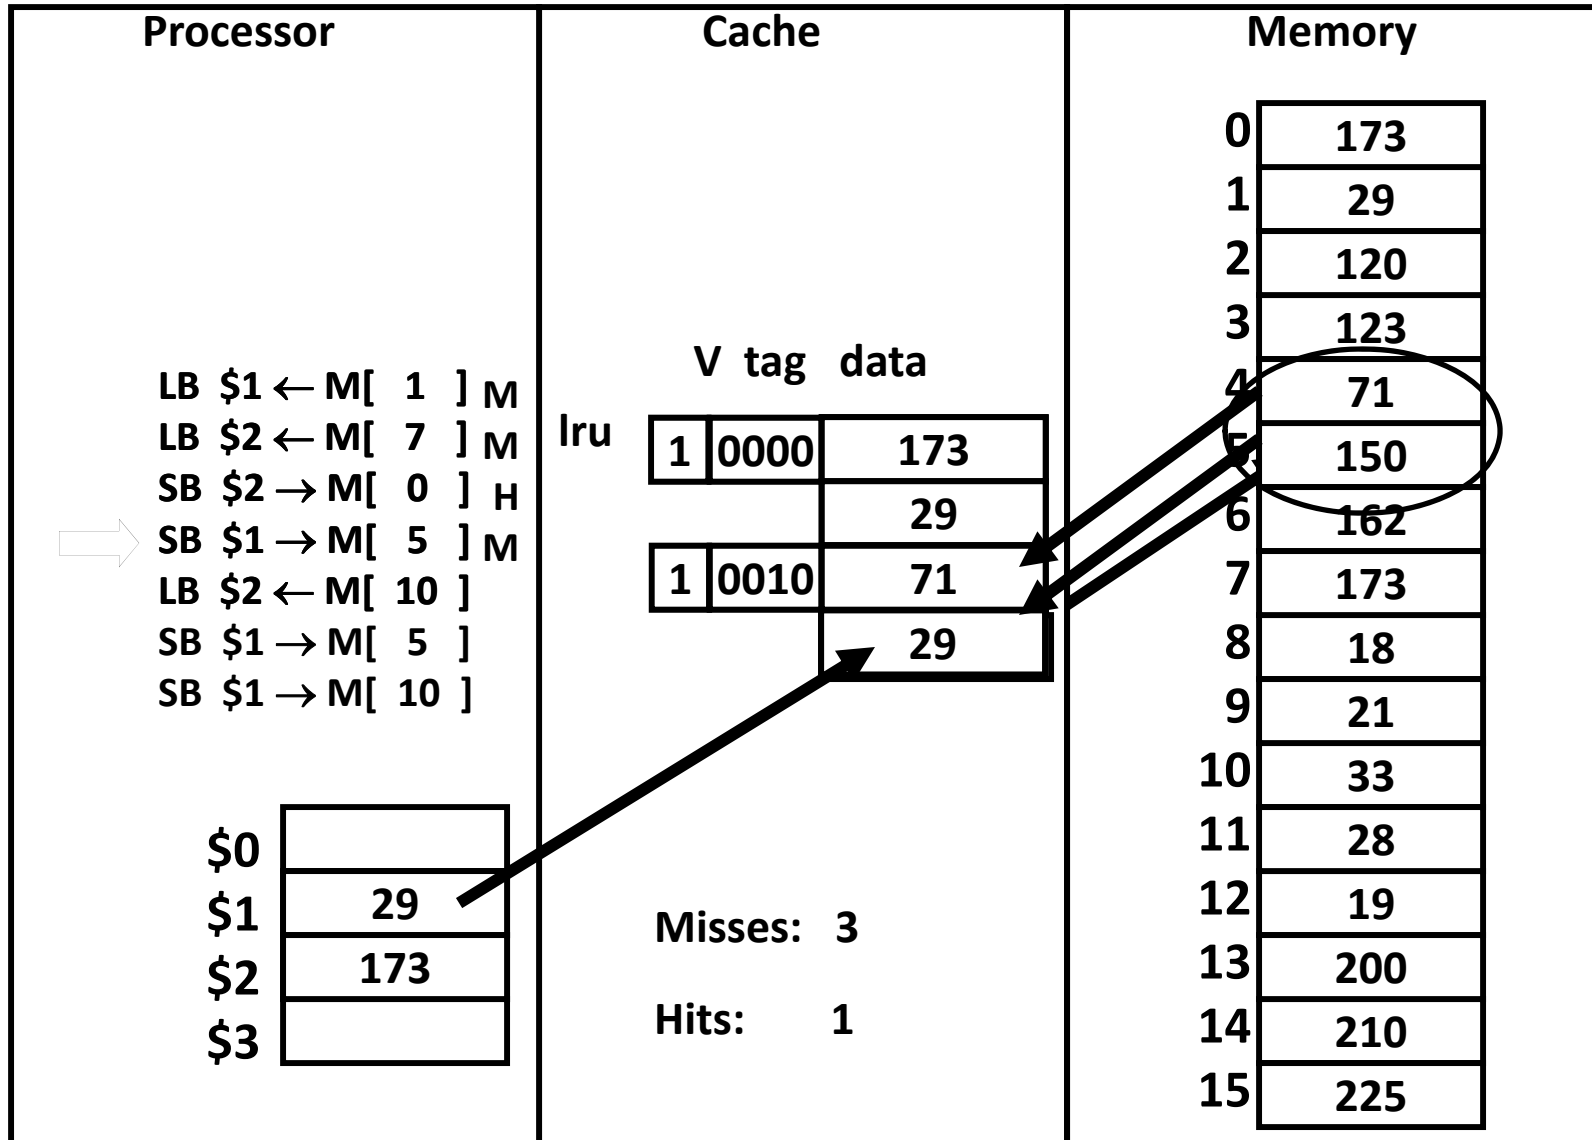 Processor
Cache
Memory
LB $1 ← M[ 1 ] M
LB $2 ← M[ 7 ] M
SB $2 → M[ 0 ] H
SB $1 → M[ 5 ] M
LB $2 ← M[ 10 ]
SB $1 → M[ 5 ]
SB $1 → M[ 10 ]
$0
$1 29
$2 173
$3
V tag data
lru 1 0000 173
29
1 0010 71
29
Misses: 3
Hits: 1
0 173
1 29
2 120
3 123
4 71
5 150
6 162
7 173
8 18
9 21
10 33
11 28
12 19
13 200
14 210
15 225